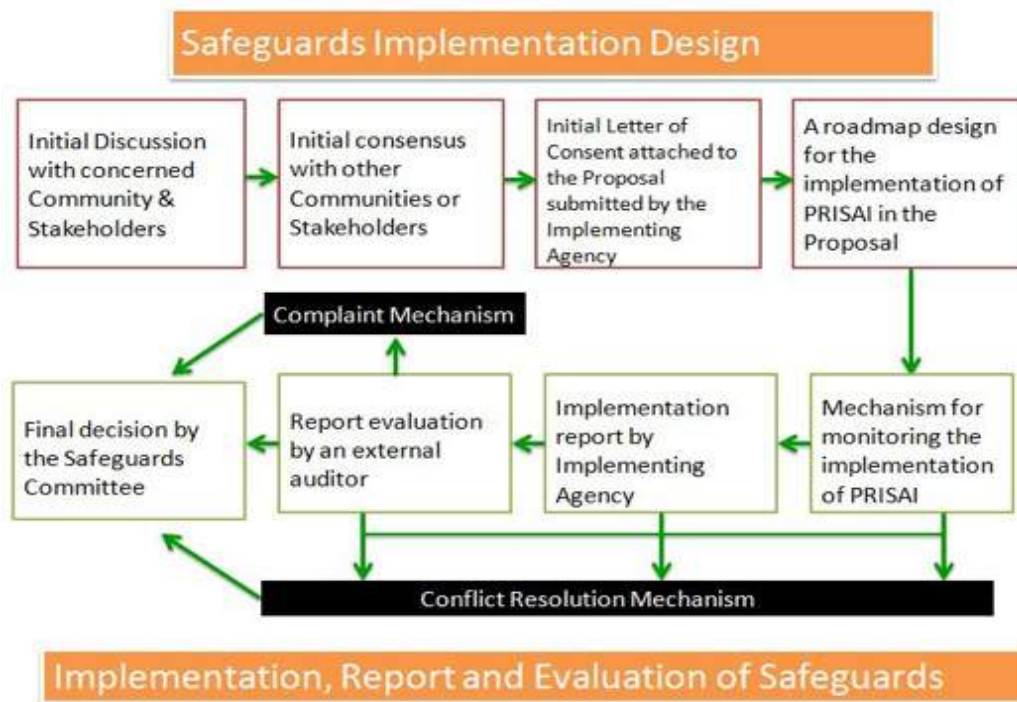 Safeguards Implementation Design
Initial Discussion
with concerned
Community &
Stakeholders
Initial consensus
with other
Communities or
Stakeholders
Initial Letter of
Consent attached to
the Proposal
submitted by the
Implementing
Agency
A roadmap design
for the
implementation of
PRISAI in the
Proposal
Complaint Mechanism
Final decision by
the Safeguards
Committee
Report evaluation
by an external
auditor
Implementation
report by
Implementing
Agency
Mechanism for
monitoring the
implementation
of PRISAI
Conflict Resolution Mechanism
Implementation, Report and Evaluation of Safeguards